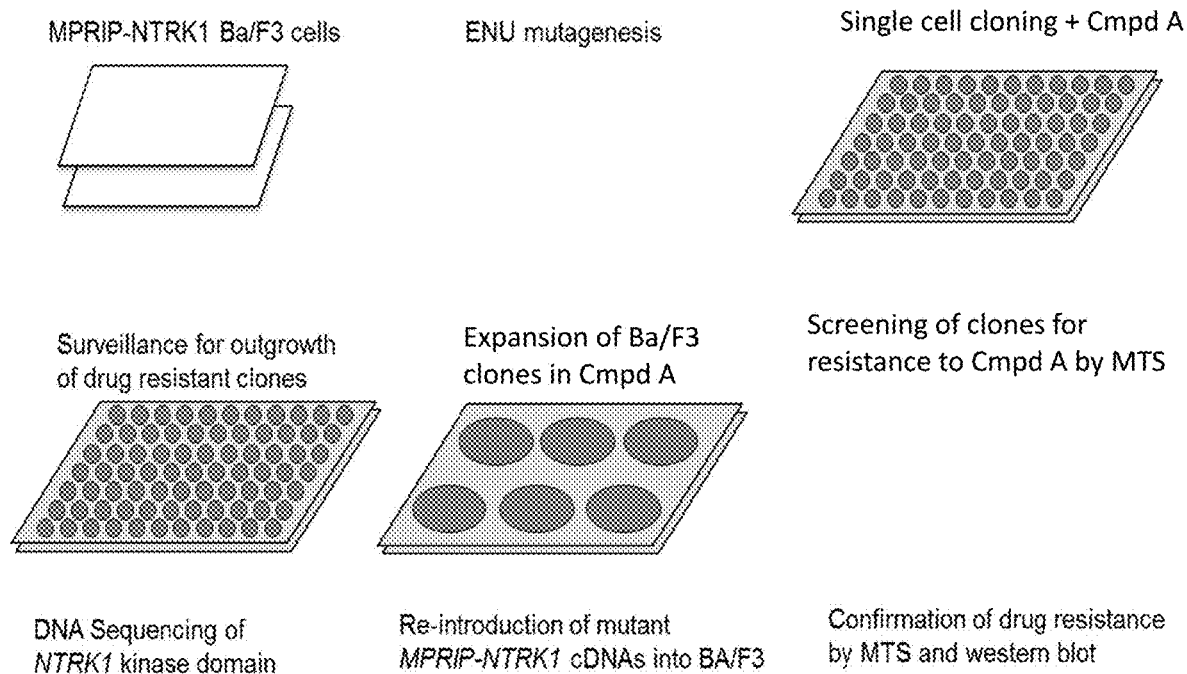 MPRIP-NTRK1 Ba/F3 cells
ENU mutagenesis
Single cell cloning + Cmpd A
Surveillance for outgrowth
of drug resistant clones
Expansion of Ba/F3
clones in Cmpd A
Screening of clones for
resistance to Cmpd A by MTS
DNA Sequencing of
NTRK1 kinase domain
Re-introduction of mutant
MPRIP-NTRK1 cDNAs into BA/F3
Confirmation of drug resistance
by MTS and western blot